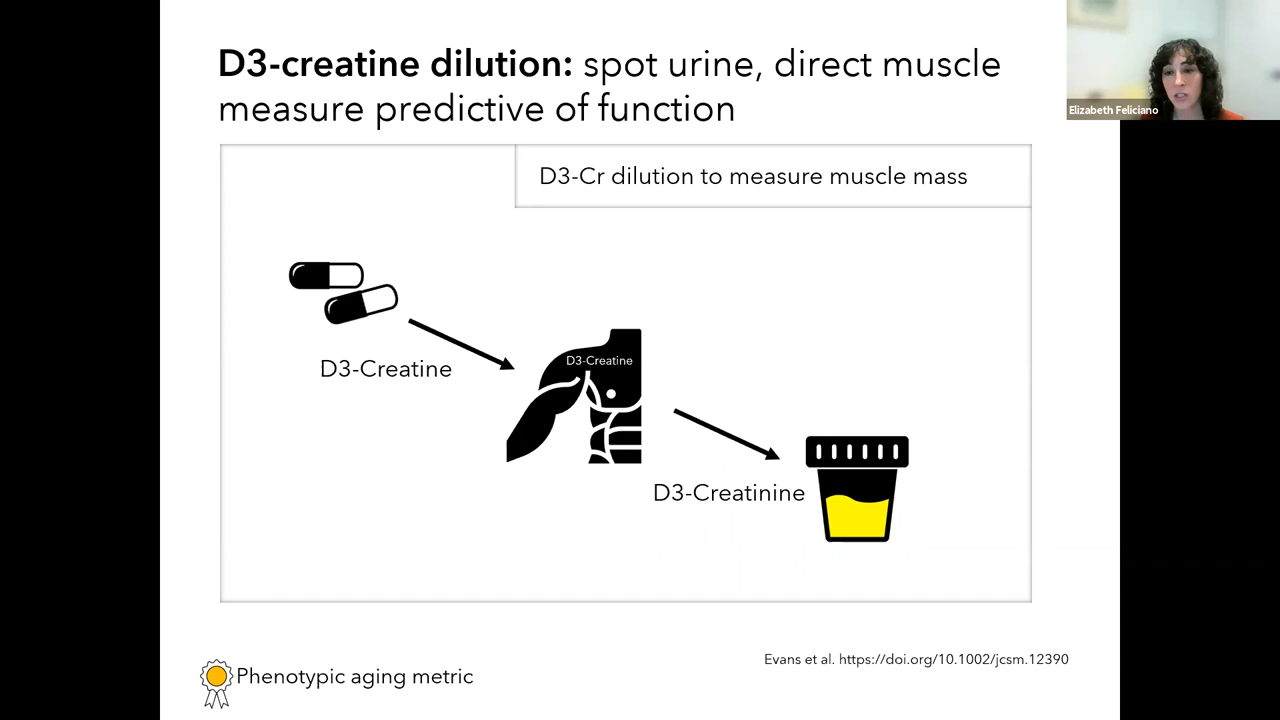 D3-creatine dilution: spot urine, direct muscle
measure predictive of function
Elizabeth Feliciano
D3-Cr dilution to measure muscle mass
D3-Creatine
D3-Creatine
D3-Creatinine
Evans et al. https://doi.org/10.1002/jcsm.12390
Phenotypic aging metric